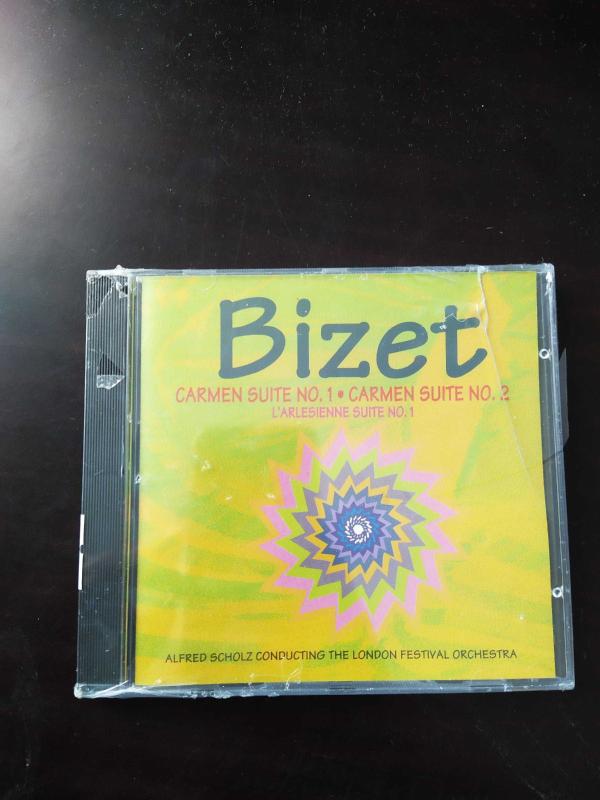 Bizet
CARMEN SUITE NO. 1 • CARMEN SUITE NO. 2
L'ARLESIENNE SUITE NO. 1
ALFRED SCHOLZ CONDUCTING THE LONDON FESTIVAL ORCHESTRA